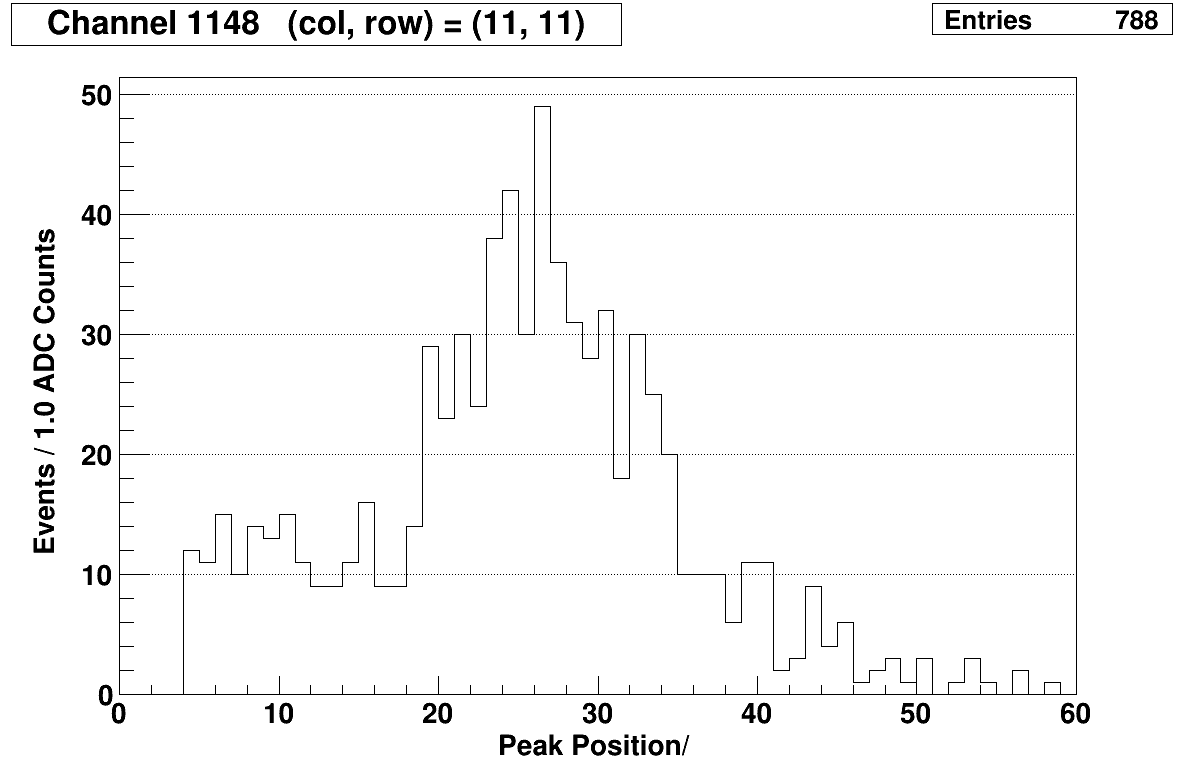 Channel 1148 (col, row) = (11, 11)
Entries 788
50
40
30
20
10
0
Events / 1.0 ADC Counts
0 10 20 30 40 50 60
Peak Position/